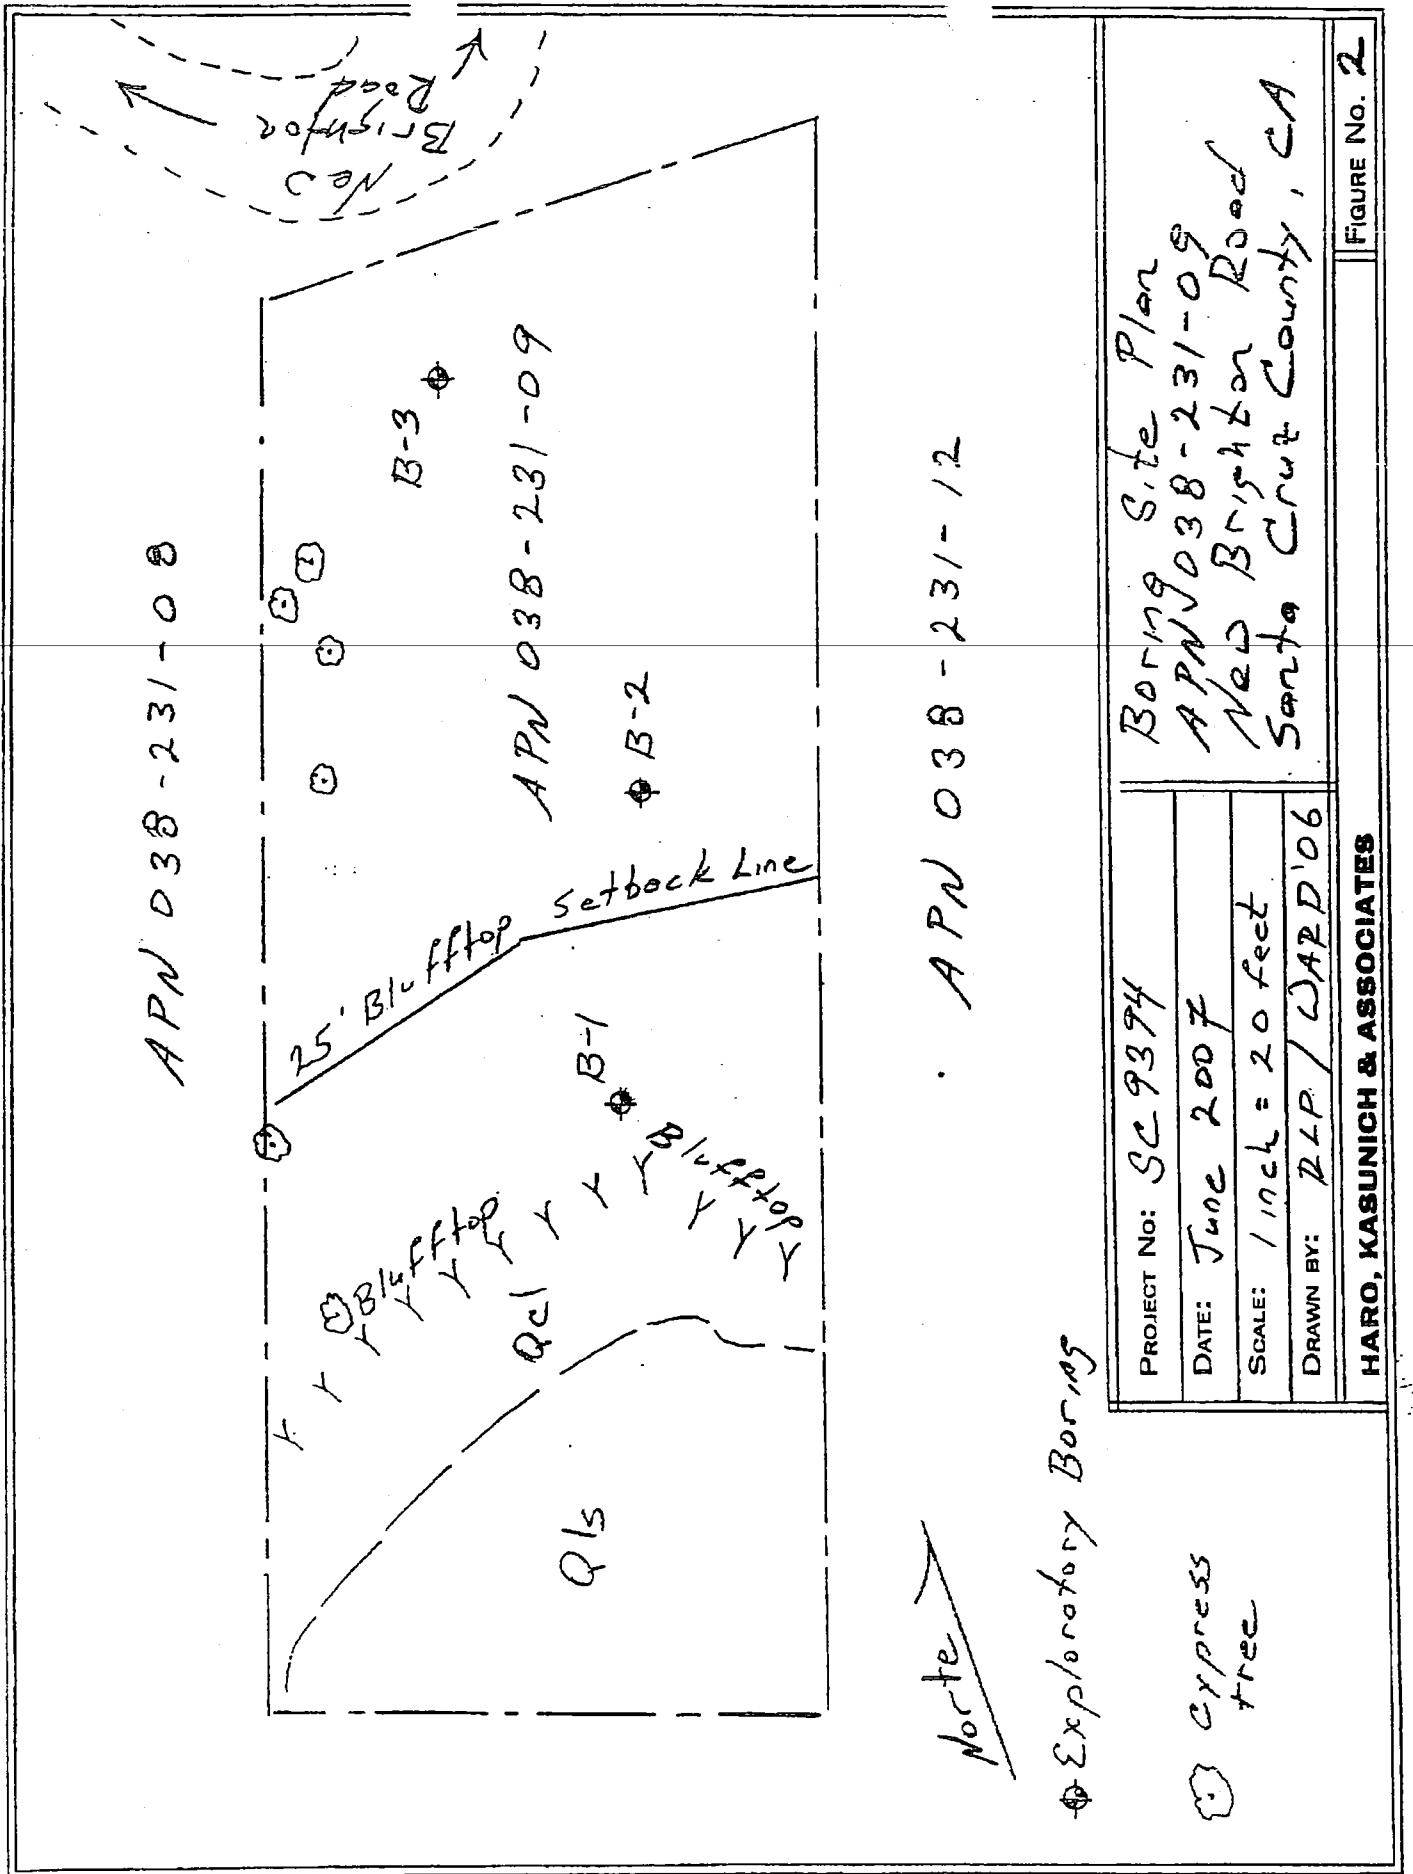 New
Brighton
Road
APN 038-231-08
B-3
APN 038-231-09
B-2
25' Blufftop Setback Line
B-1
Blufftop
Blufftop
Qcl
Qls
APN 038-231-12
Norte
Exploratory Boring
Cypress
tree
PROJECT No: SC9394
DATE: June 2007
SCALE: 1 inch = 20 feet
DRAWN BY: RLP / WARD '06
Boring Site Plan
APN 038-231-09
New Brighton Road
Santa Cruz County, CA
HARO, KASUNICH & ASSOCIATES
FIGURE No. 2